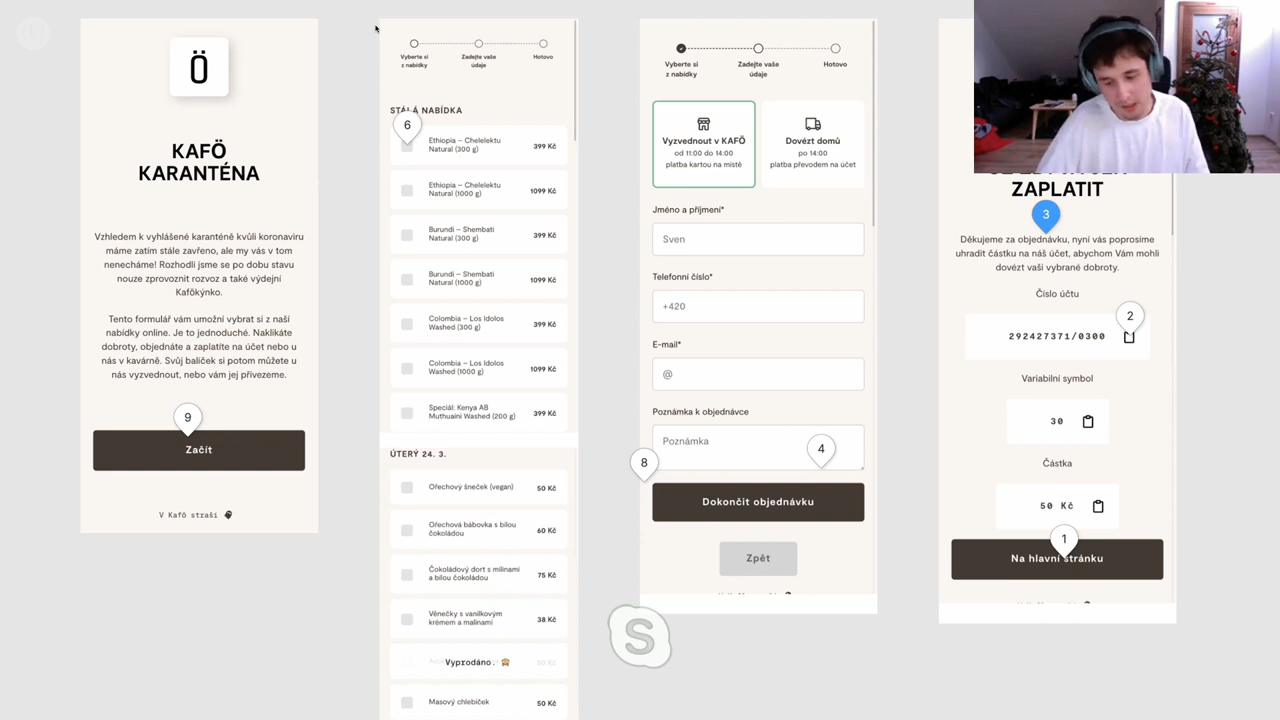 Ö
KAFÖ
KARANTÉNA
Vzhledem k vyhlášené karanténě kvůli koronaviru
máme zatím stále zavřeno, ale my vás v tom
nenecháme! Rozhodli jsme se po dobu stavu
nouze zprovoznit rozvoz a také výdejní
Kafökýnko.
Tento formulář vám umožní vybrat si z naší
nabídky online. Je to jednoduché. Naklikáte
dobroty, objednáte a zaplatíte na účet nebo u
nás v kavárně. Svůj balíček si potom můžete u
nás vyzvednout, nebo vám jej přivezeme.
9
Začít
V Kafö straší
Vyberte si
z nabídky
Zadejte vaše
údaje
Hotovo
STÁLÁ NABÍDKA
6
Ethiopia – Chelelektu
Natural (300 g)
399 Kč
Ethiopia – Chelelektu
Natural (1000 g)
1099 Kč
Burundi – Shembati
Natural (300 g)
399 Kč
Burundi – Shembati
Natural (1000 g)
1099 Kč
Colombia – Los Idolos
Washed (300 g)
399 Kč
Colombia – Los Idolos
Washed (1000 g)
1099 Kč
Speciál: Kenya AB
Muthuaini Washed (200 g)
399 Kč
ÚTERÝ 24. 3.
Ořechový šneček (vegan)
50 Kč
Ořechová bábovka s bílou
čokoládou
60 Kč
Čokoládový dort s malinami
a bílou čokoládou
75 Kč
Věnečky s vanilkovým
krémem a malinami
38 Kč
Vyprodáno.
50 Kč
Masový chlebíček
50 Kč
Vyberte si
z nabídky
Zadejte vaše
údaje
Hotovo
Vyzvednout v KAFÖ
od 11:00 do 14:00
platba kartou na místě
Dovézt domů
po 14:00
platba převodem na účet
Jméno a příjmení*
Sven
Telefonní číslo*
+420
E-mail*
@
Poznámka k objednávce
Poznámka
4
8
Dokončit objednávku
Zpět
S
ZAPLATIT
3
Děkujeme za objednávku, nyní vás poprosíme
uhradit částku na náš účet, abychom Vám mohli
dovézt vaši vybrané dobroty.
Číslo účtu
2
292427371/0300
Variabilní symbol
30
Částka
50 Kč
1
Na hlavní stránku